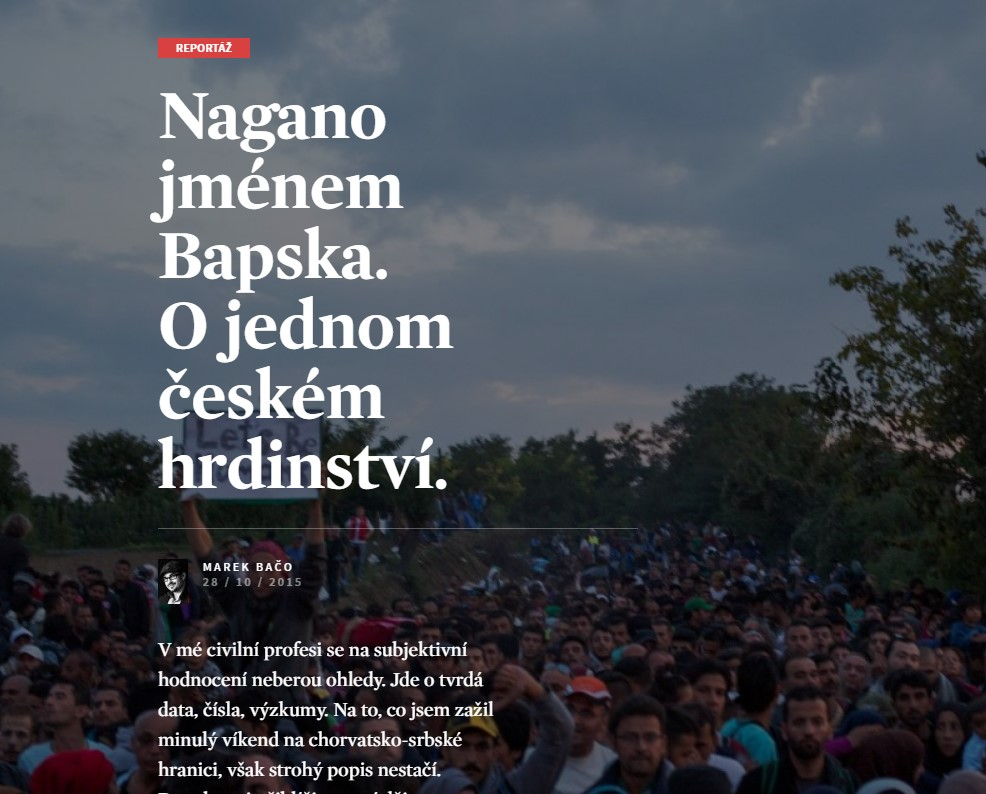 REPORTÁŽ
Nagano
jménem
Bapska.
O jednom
českém
hrdinství.
Let's Be
MAREK BAČO
28 / 10 / 2015
V mé civilní profesi se na subjektivní
hodnocení neberou ohledy. Jde o tvrdá
data, čísla, výzkumy. Na to, co jsem zažil
minulý víkend na chorvatsko-srbské
hranici, však strohý popis nestačí.